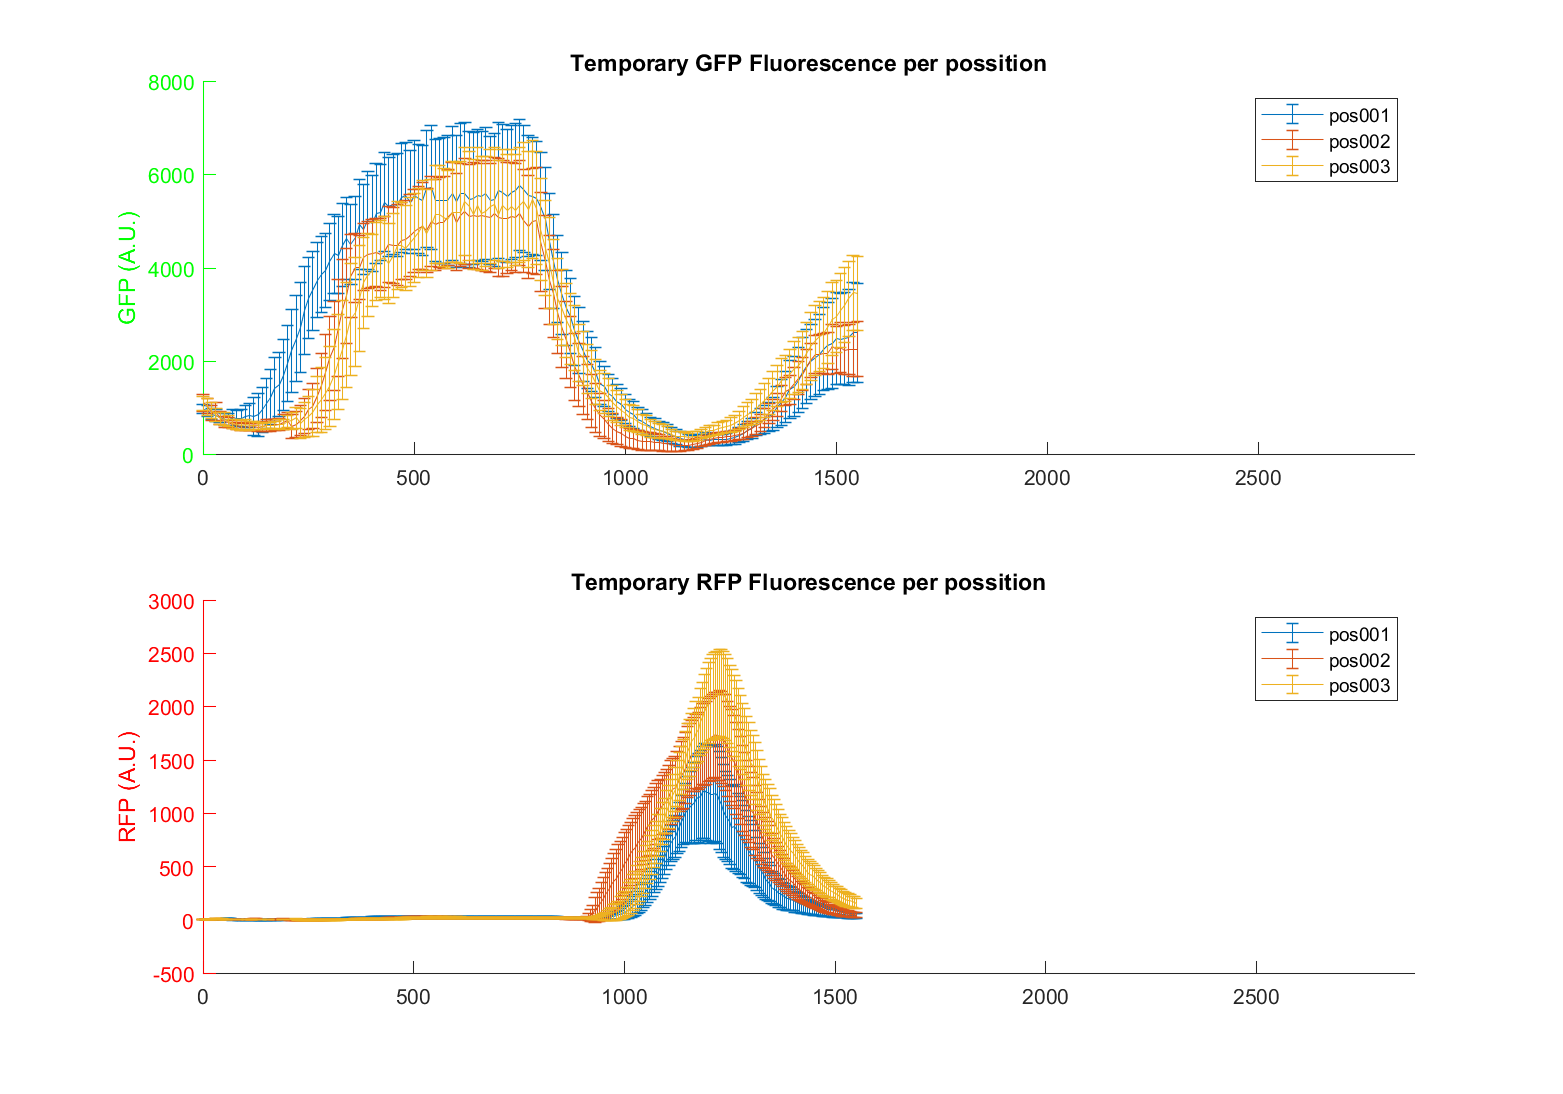 Temporary GFP Fluorescence per possition
8000
6000
4000
2000
0
GFP (A.U.)
0 500 1000 1500 2000 2500
pos001
pos002
pos003
Temporary RFP Fluorescence per possition
3000
2500
2000
1500
1000
500
0
-500
RFP (A.U.)
0 500 1000 1500 2000 2500
pos001
pos002
pos003